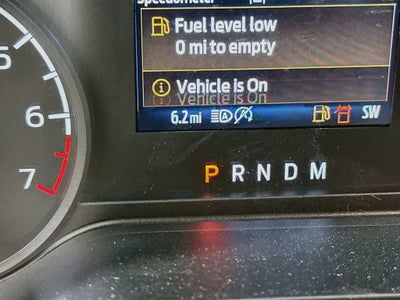 Speedometer
Fuel level low
0 mi to empty
Vehicle is On
Vehicle is On
6.2 mi
SW
5
6
7
P R N D M